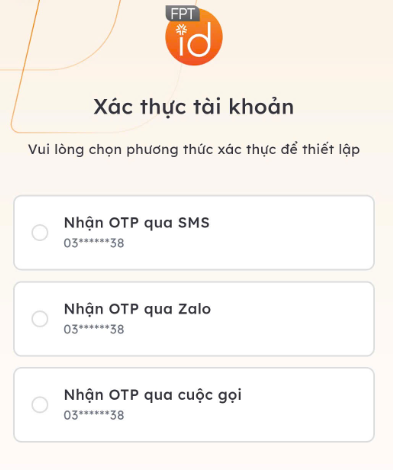 FPT
id
Xác thực tài khoản
Vui lòng chọn phương thức xác thực để thiết lập
Nhận OTP qua SMS
03******38
Nhận OTP qua Zalo
03******38
Nhận OTP qua cuộc gọi
03******38